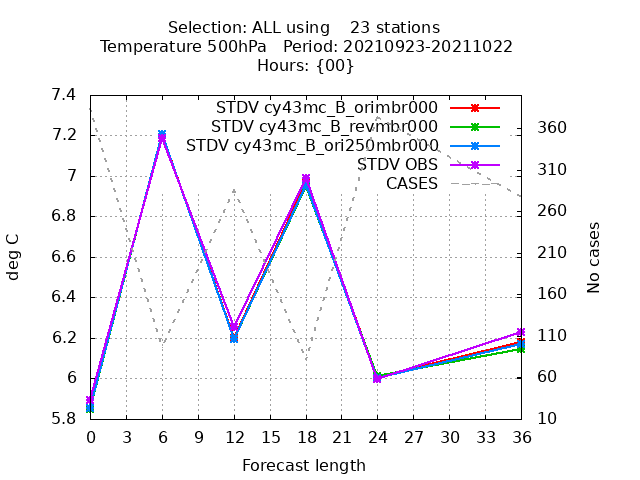 Selection: ALL using    23 stations
Temperature 500hPa   Period: 20210923-20211022
Hours: {00}
STDV cy43mc_B_orimbr000
STDV cy43mc_B_revmbr000
STDV cy43mc_B_ori250mbr000
STDV OBS
CASES
7.4
7.2
7
6.8
6.6
6.4
6.2
6
5.8
deg C
360
310
260
210
160
110
60
10
No cases
0 3 6 9 12 15 18 21 24 27 30 33 36
Forecast length